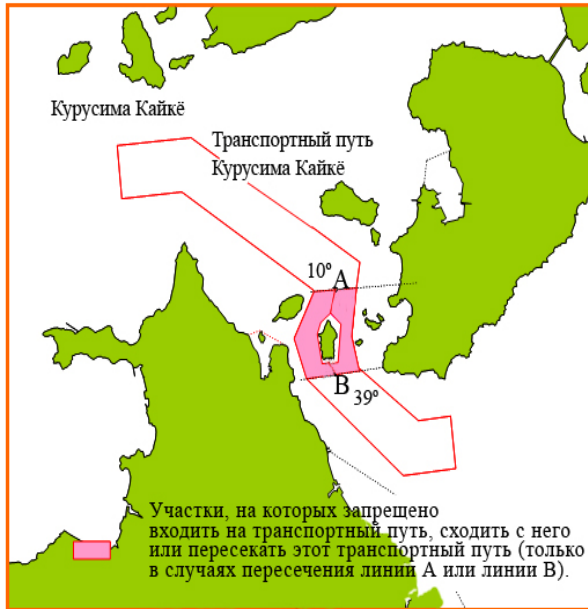 Курусима Кайкё
Транспортный путь
Курусима Кайкё
10º A
B 39º
Участки, на которых запрещено
входить на транспортный путь, сходить с него
или пересекать этот транспортный путь (только
в случаях пересечения линии A или линии B).